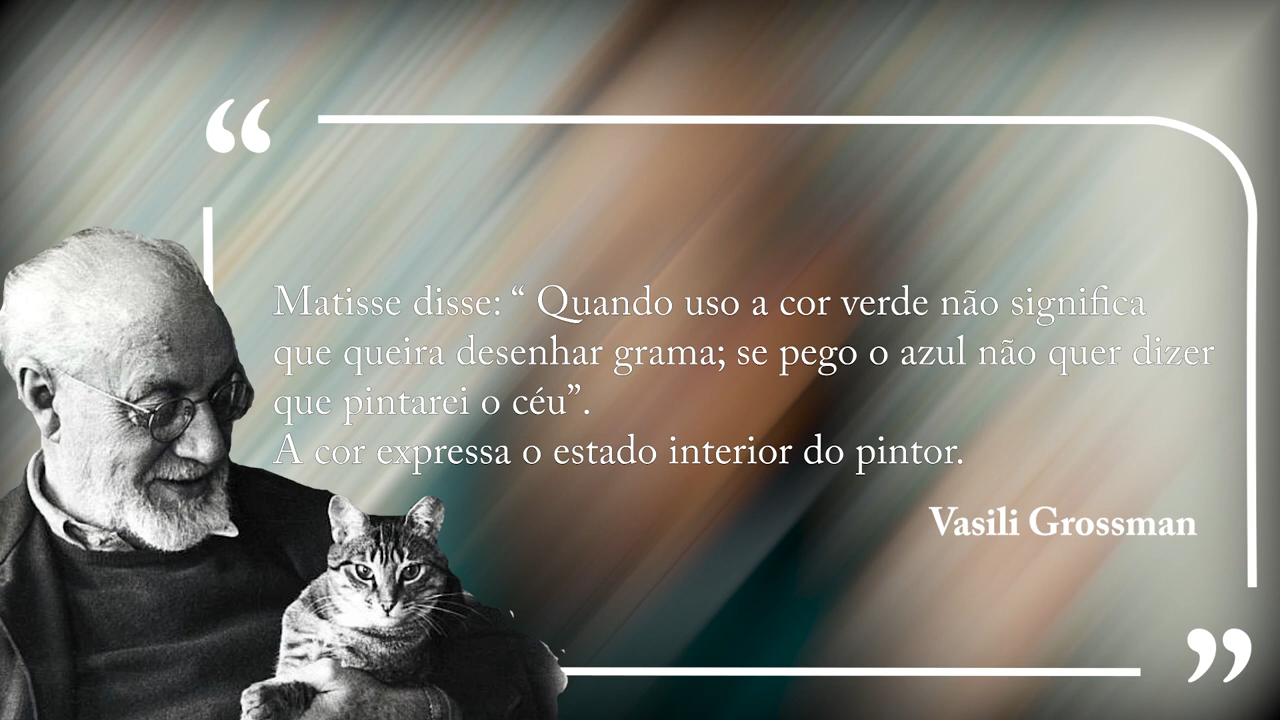 Matisse disse: “ Quando uso a cor verde não significa
que queira desenhar grama; se pego o azul não quer dizer
que pintarei o céu”.
A cor expressa o estado interior do pintor.
Vasili Grossman